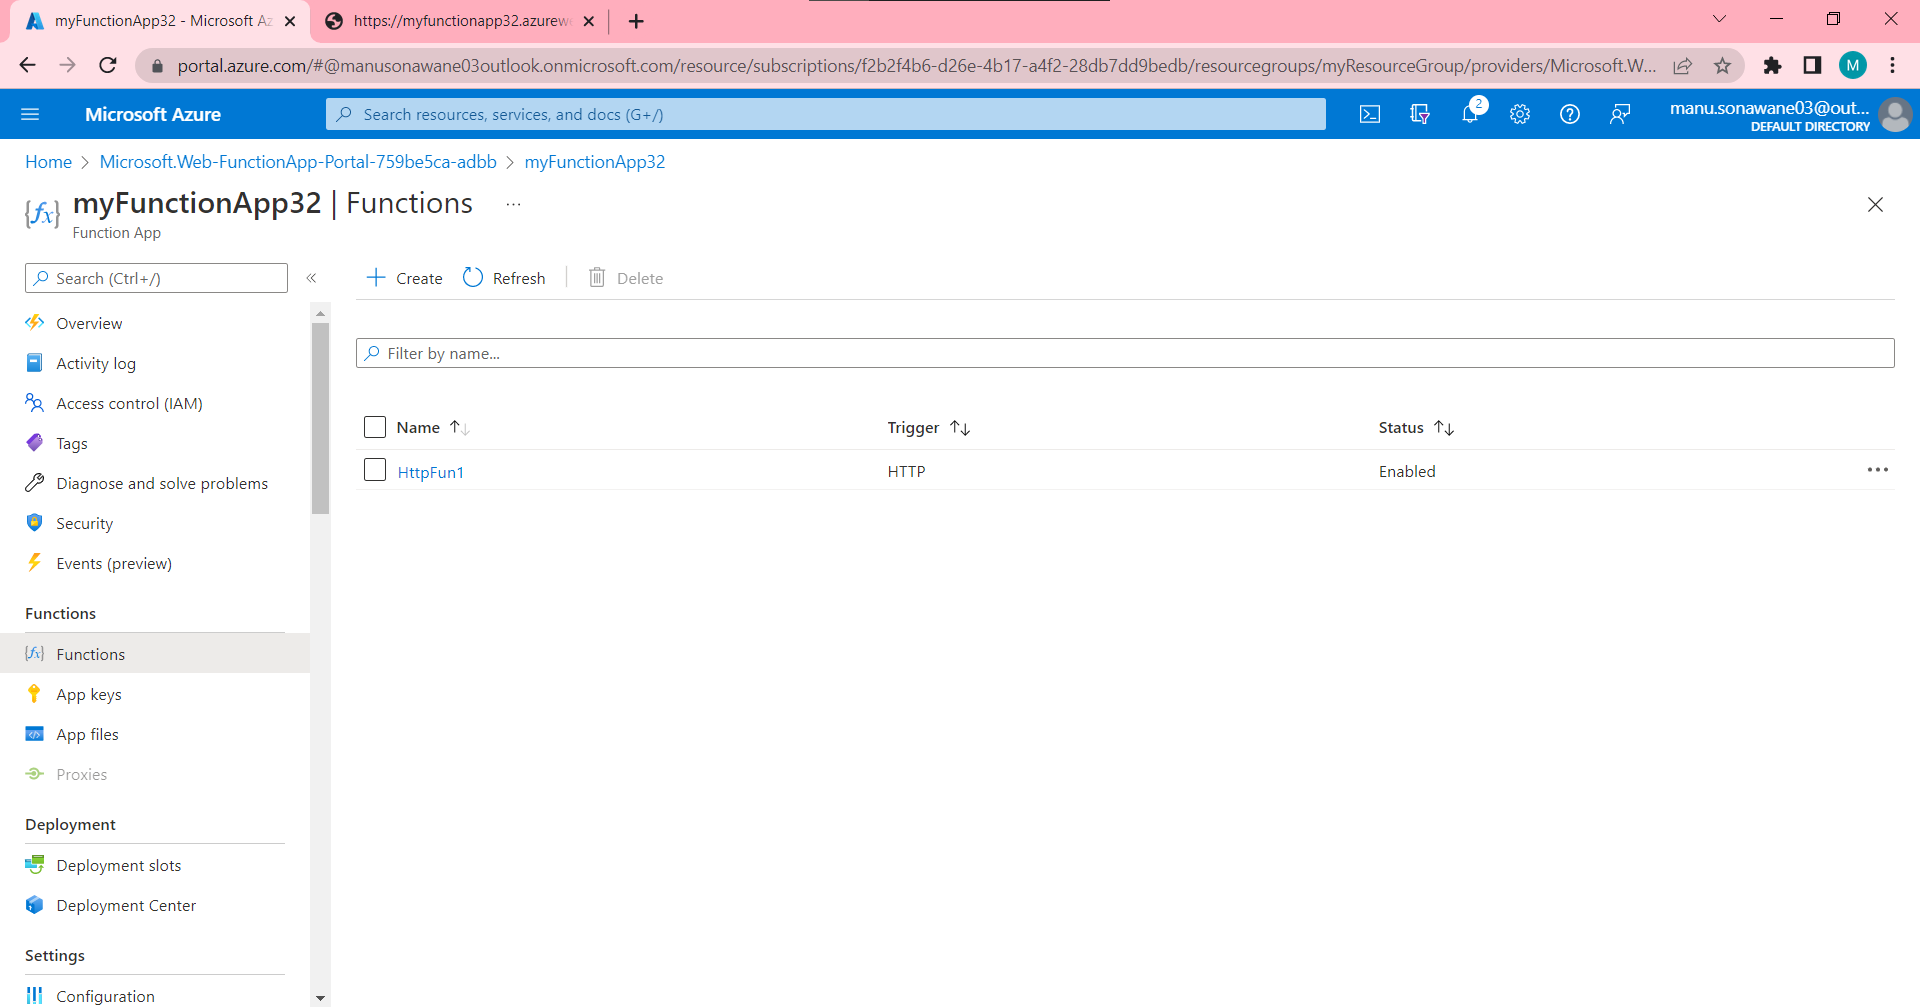 myFunctionApp32 - Microsoft Az
https://myfunctionapp32.azurewe
portal.azure.com/#@manusonawane03outlook.onmicrosoft.com/resource/subscriptions/f2b2f4b6-d26e-4b17-a4f2-28db7dd9bedb/resourcegroups/myResourceGroup/providers/Microsoft.W...
M
Microsoft Azure
Search resources, services, and docs (G+/)
2
manu.sonawane03@out...
DEFAULT DIRECTORY
Home > Microsoft.Web-FunctionApp-Portal-759be5ca-adbb > myFunctionApp32
myFunctionApp32 | Functions ...
Function App
Search (Ctrl+/)
Create
Refresh
Delete
Overview
Activity log
Access control (IAM)
Tags
Diagnose and solve problems
Security
Events (preview)
Functions
Functions
App keys
App files
Proxies
Deployment
Deployment slots
Deployment Center
Settings
Configuration
Filter by name...
Name Trigger Status
HttpFun1 HTTP Enabled